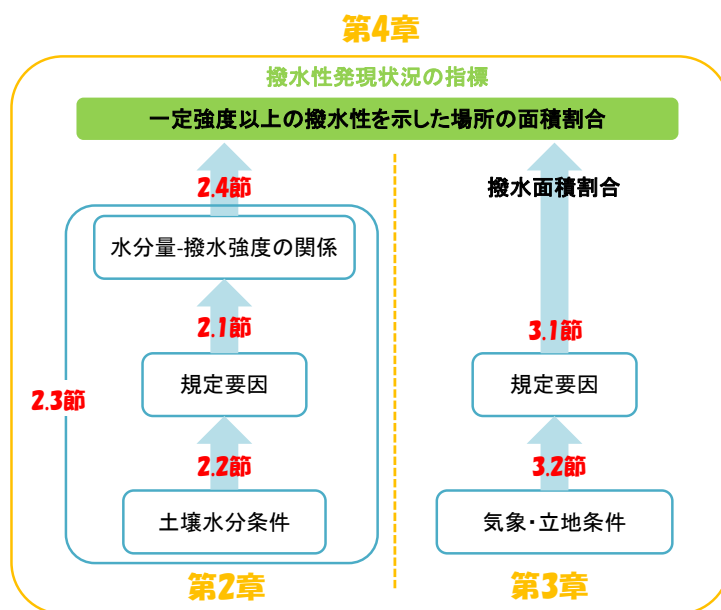 第4章
撥水性発現状況の指標
一定強度以上の撥水性を示した場所の面積割合
2.4節
撥水面積割合
水分量-撥水強度の関係
2.1節
3.1節
規定要因
規定要因
2.3節
2.2節
3.2節
土壌水分条件
気象・立地条件
第2章
第3章